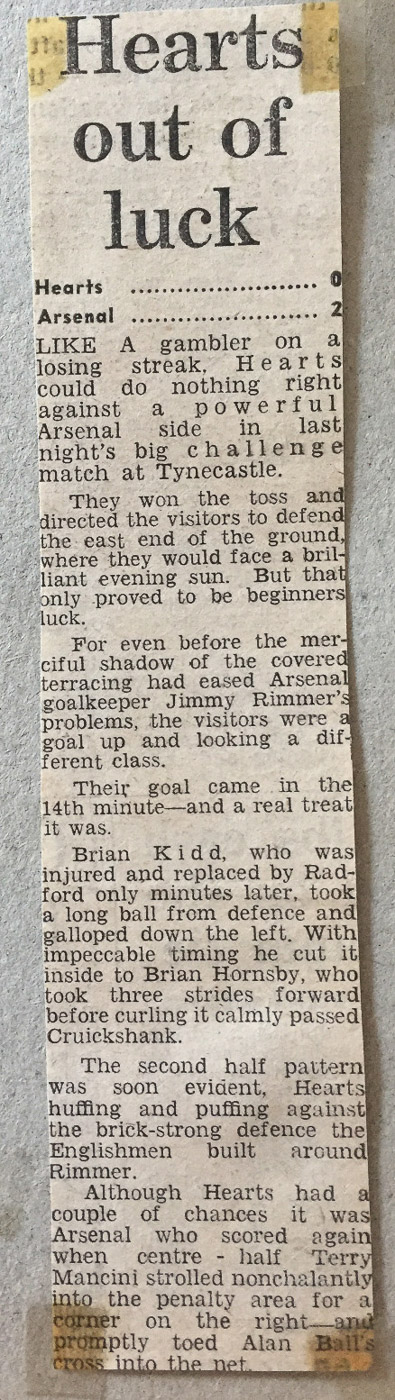 Hearts
out of
luck
Hearts ........................... 0
Arsenal .......................... 2
LIKE A gambler on a
losing streak, Hearts
could do nothing right
against a powerful
Arsenal side in last
night's big challenge
match at Tynecastle.
They won the toss and
directed the visitors to defend
the east end of the ground,
where they would face a bril-
liant evening sun. But that
only proved to be beginners
luck.
For even before the mer-
ciful shadow of the covered
terracing had eased Arsenal
goalkeeper Jimmy Rimmer's
problems, the visitors were a
goal up and looking a dif-
ferent class.
Their goal came in the
14th minute—and a real treat
it was.
Brian Kidd, who was
injured and replaced by Rad-
ford only minutes later, took
a long ball from defence and
galloped down the left. With
impeccable timing he cut it
inside to Brian Hornsby, who
took three strides forward
before curling it calmly passed
Cruickshank.
The second half pattern
was soon evident, Hearts
huffing and puffing against
the brick-strong defence the
Englishmen built around
Rimmer.
Although Hearts had a
couple of chances it was
Arsenal who scored again
when centre - half Terry
Mancini strolled nonchalantly
into the penalty area for a
corner on the right—and
promptly toed Alan Ball's
cross into the net.